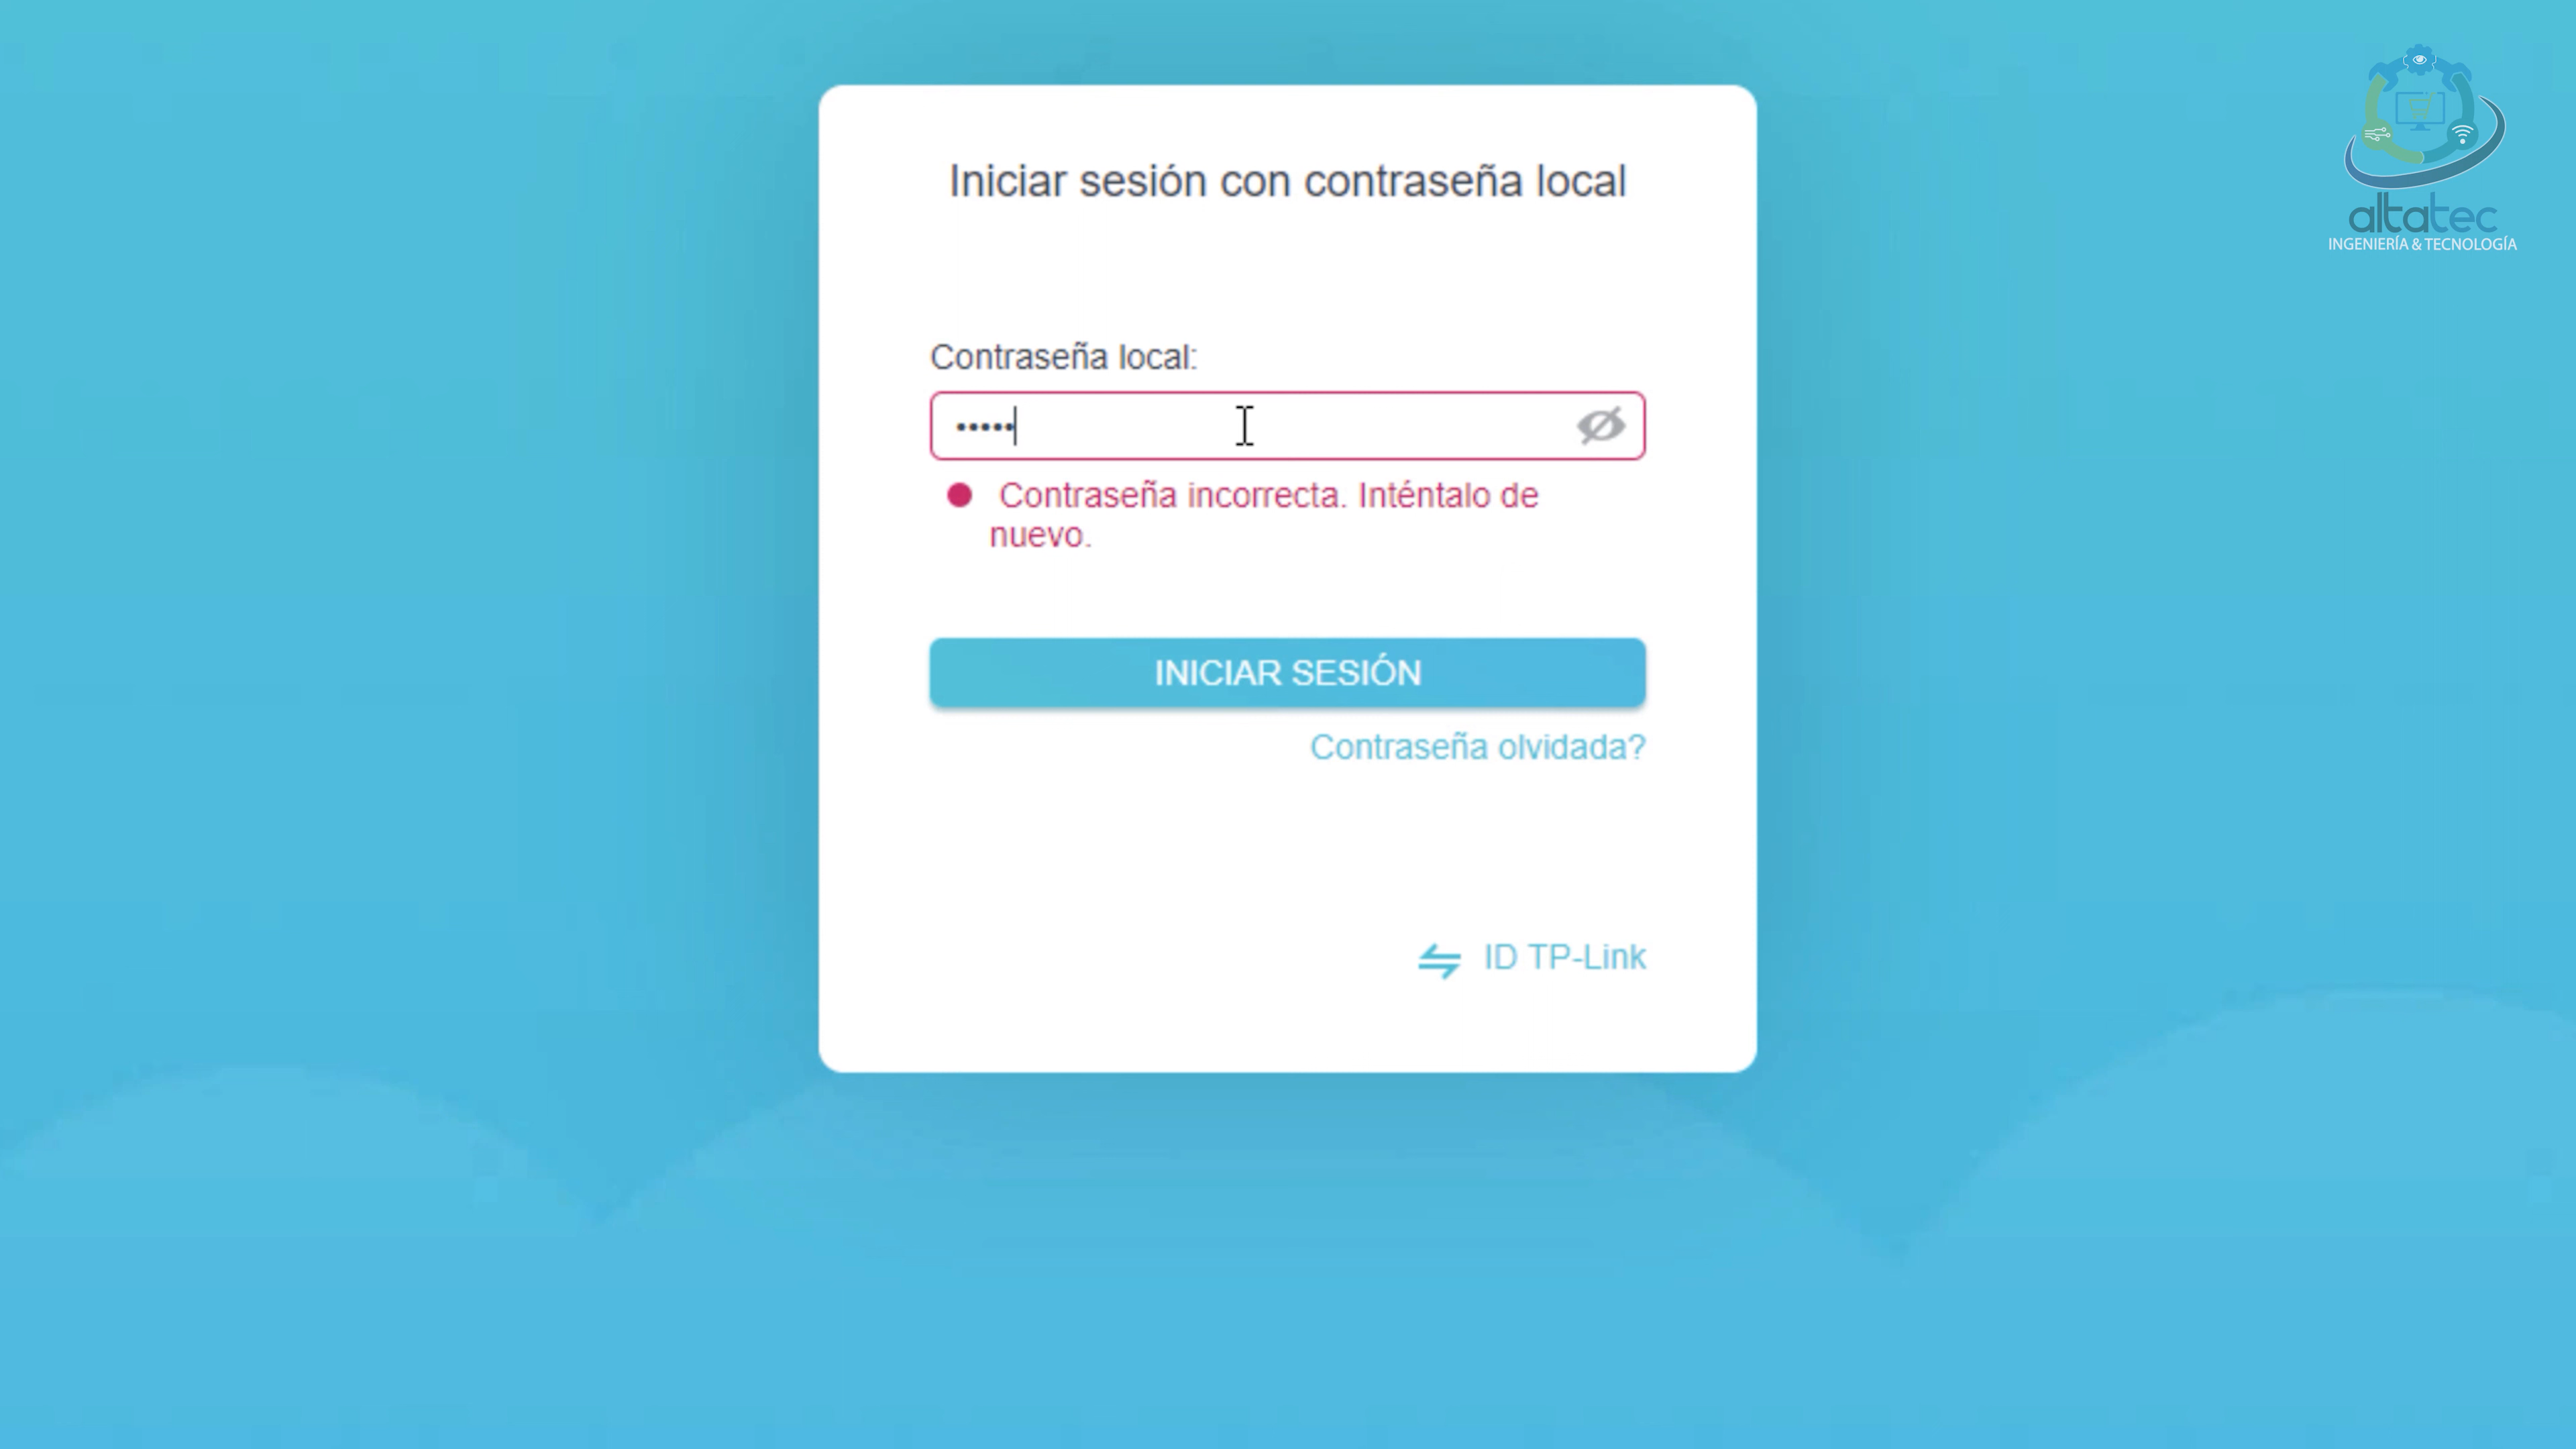 altatec
INGENIERÍA & TECNOLOGÍA
Iniciar sesión con contraseña local
Contraseña local:
•••••
Contraseña incorrecta. Inténtalo de
nuevo.
INICIAR SESIÓN
Contraseña olvidada?
ID TP-Link